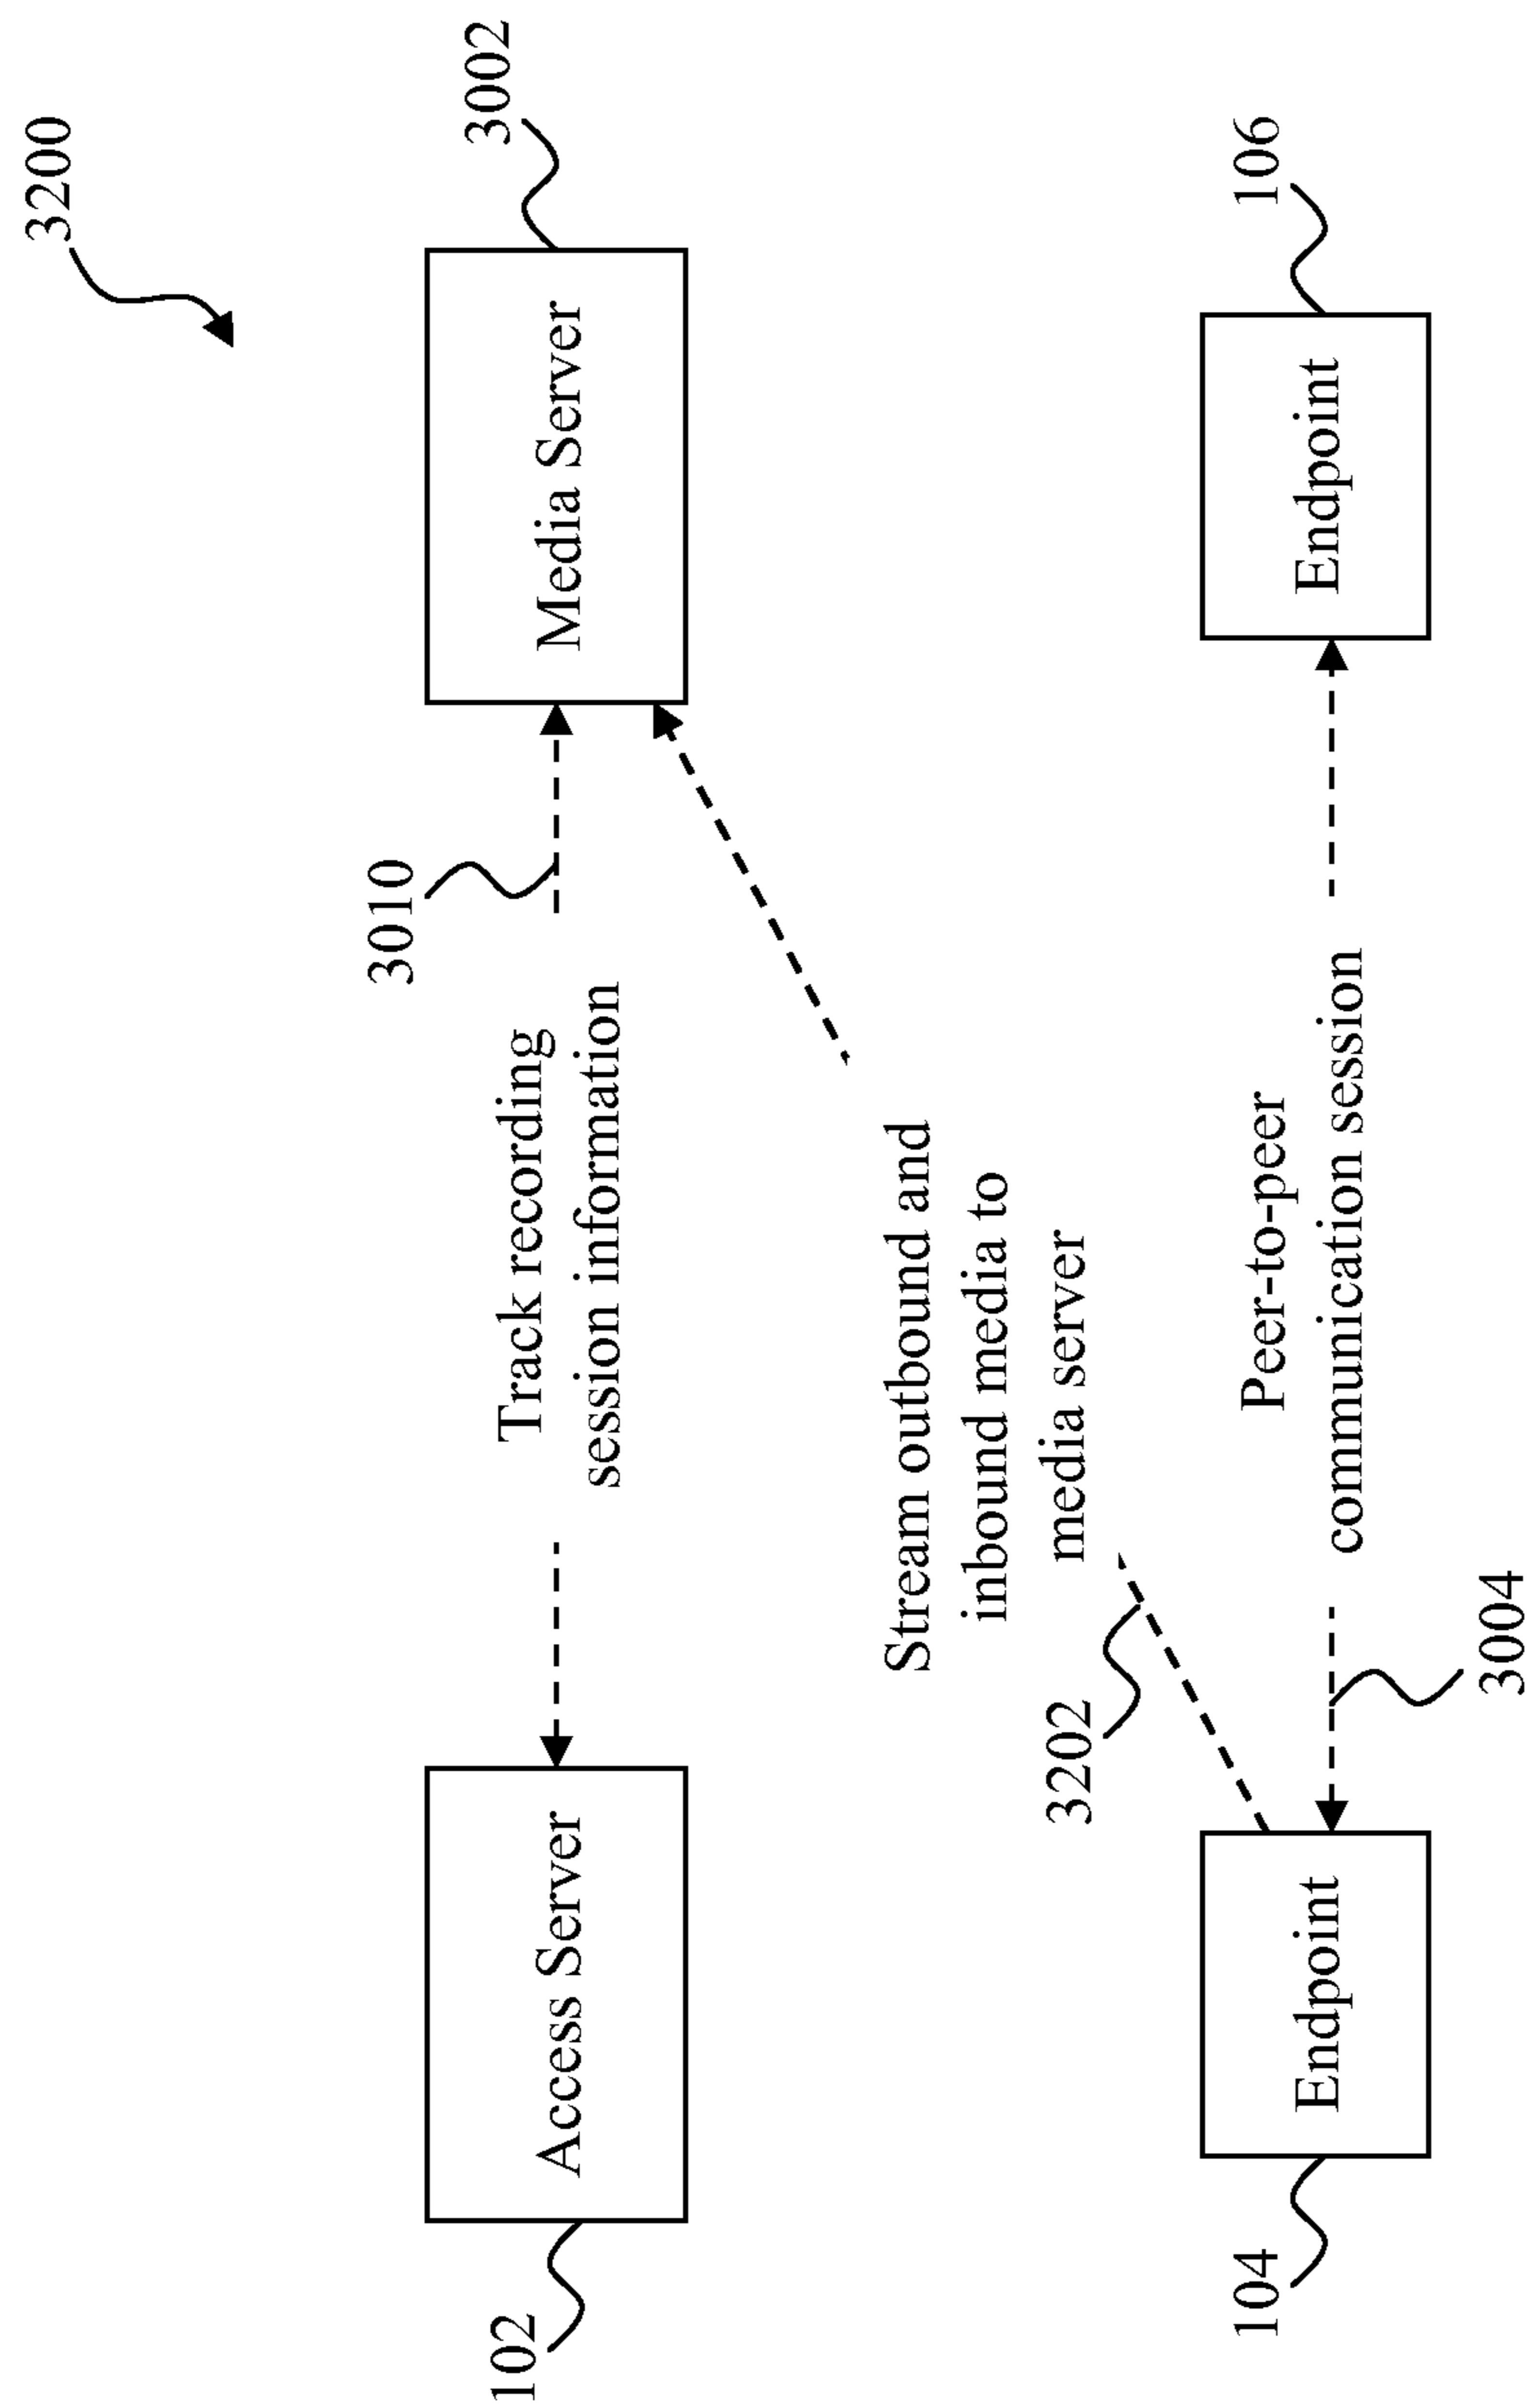 3200
102
Access Server
Track recording
session information
3010
Media Server
3002
Stream outbound and
inbound media to
media server
3202
104
Endpoint
Peer-to-peer
communication session
3004
Endpoint
106